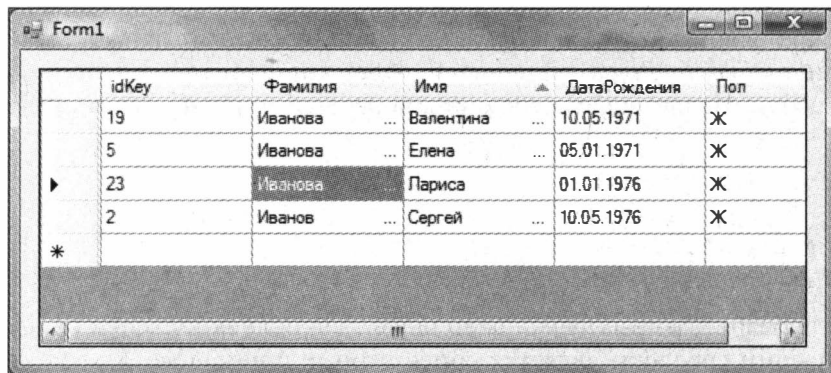 Form1
idKey Фамилия Имя ДатаРождения Пол
19 Иванова ... Валентина ... 10.05.1971 Ж
5 Иванова ... Елена ... 05.01.1971 Ж
23 Иванова ... Лариса 01.01.1976 Ж
2 Иванов ... Сергей ... 10.05.1976 Ж